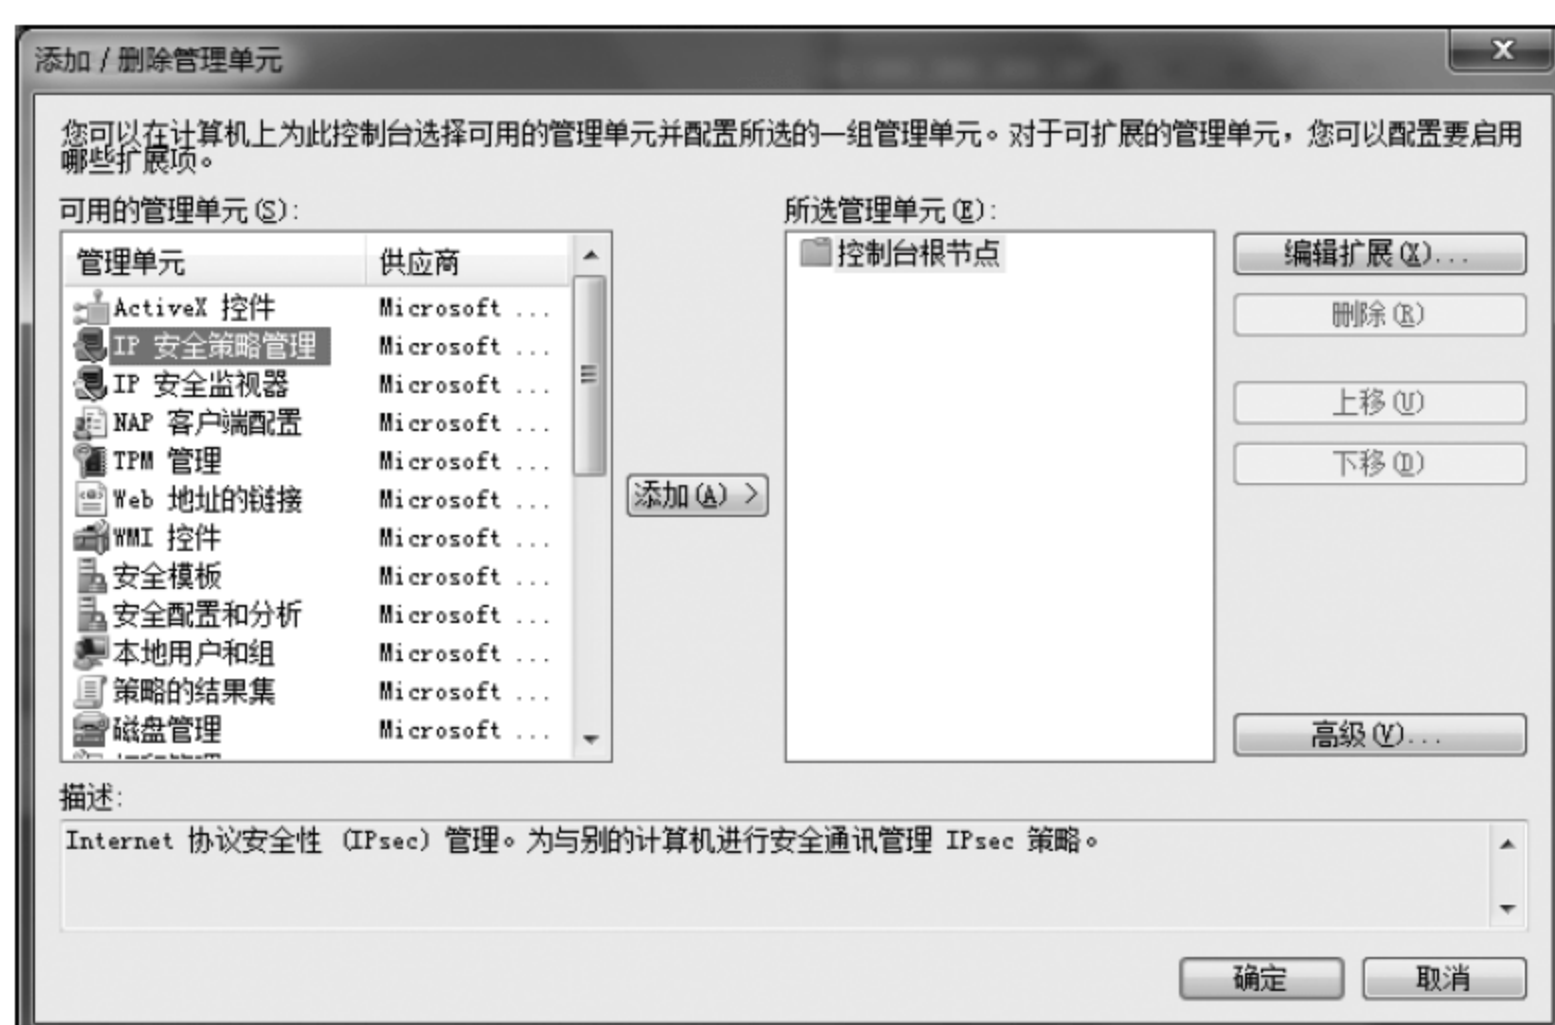 添加 / 删除管理单元
您可以在计算机上为此控制台选择可用的管理单元并配置所选的一组管理单元。对于可扩展的管理单元，您可以配置要启用
哪些扩展项。
可用的管理单元(S):
管理单元 供应商
ActiveX 控件 Microsoft ...
IP 安全策略管理 Microsoft ...
IP 安全监视器 Microsoft ...
NAP 客户端配置 Microsoft ...
TPM 管理 Microsoft ...
Web 地址的链接 Microsoft ...
WMI 控件 Microsoft ...
安全模板 Microsoft ...
安全配置和分析 Microsoft ...
本地用户和组 Microsoft ...
策略的结果集 Microsoft ...
磁盘管理 Microsoft ...
添加(A) >
所选管理单元(E):
控制台根节点
编辑扩展(X)...
删除(R)
上移(U)
下移(D)
高级(V)...
描述:
Internet 协议安全性 (IPsec) 管理。为与别的计算机进行安全通讯管理 IPsec 策略。
确定
取消